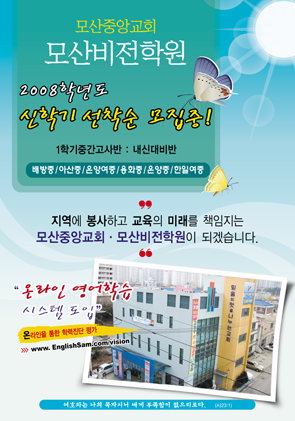 모산중앙교회
모산비전학원
2008학년도
신학기 선착순 모집중!
1학기중간고사반 : 내신대비반
배방중/아산중/온양여중/용화중/온양중/한일여중
지역에 봉사하고 교육의 미래를 책임지는
모산중앙교회 · 모산비전학원이 되겠습니다.
"온라인 영어학습
시스템 도입"
온라인을 통한 학력진단 평가
>> www.EnglishSam.com/vision
여호와는 나의 목자시니 내게 부족함이 없으리로다. (시23:1)